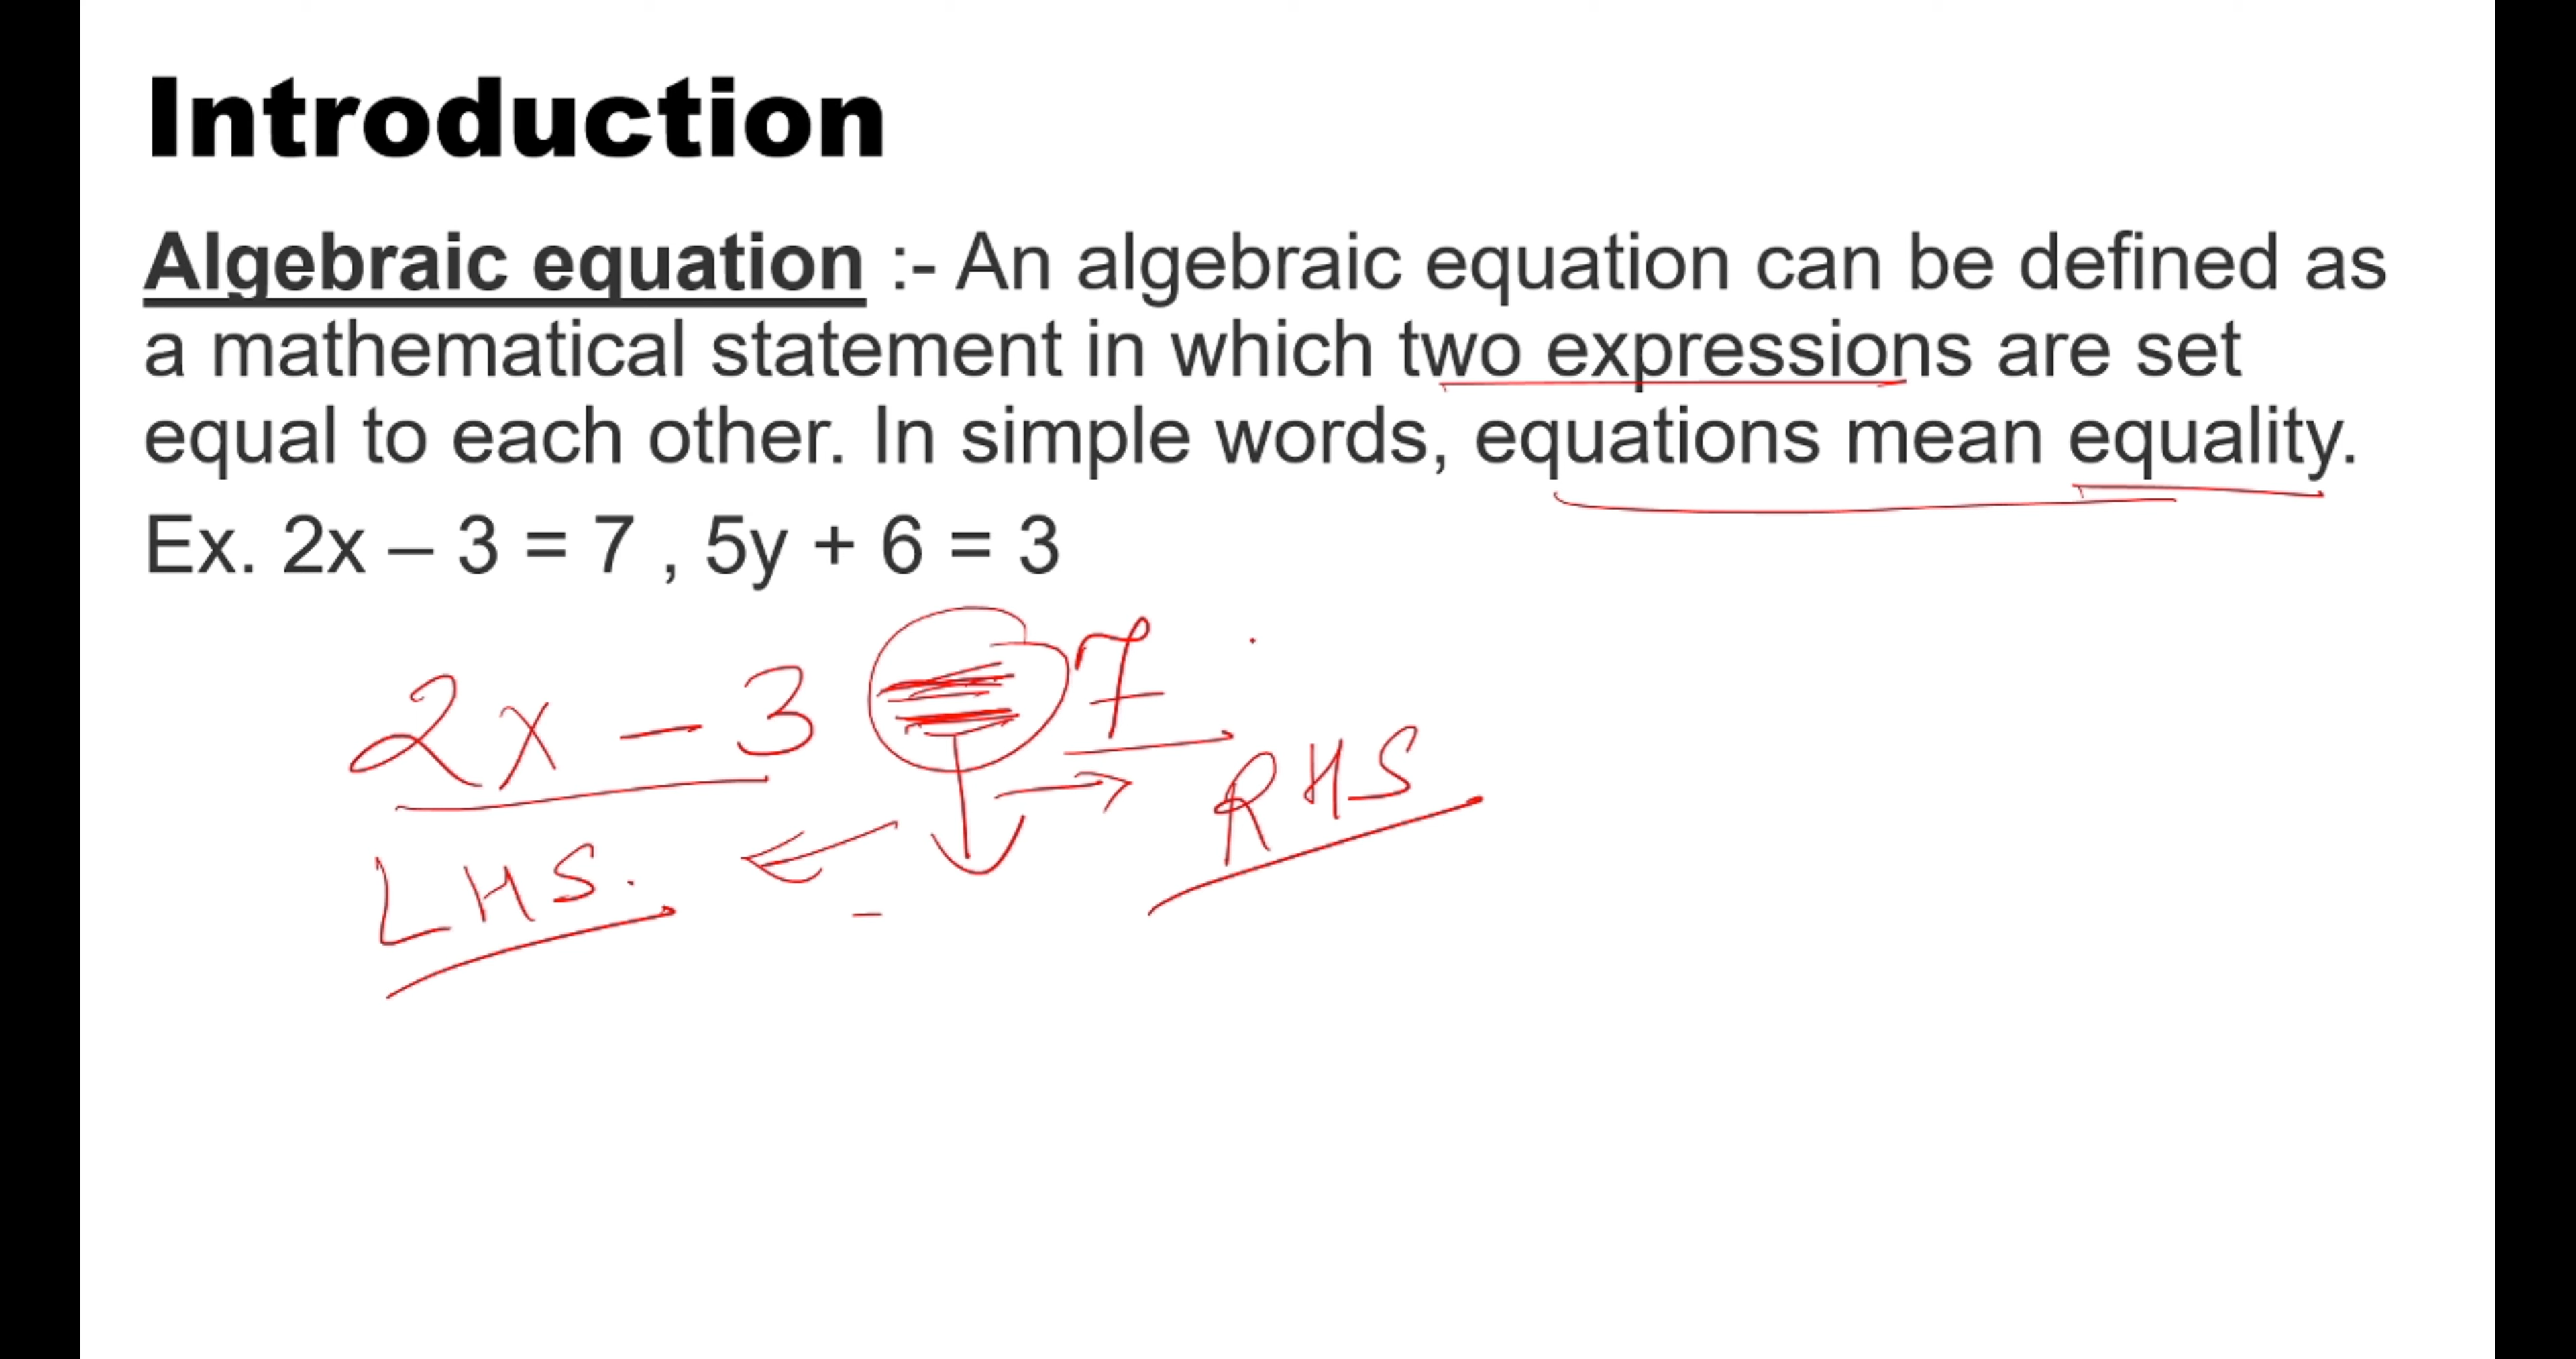 Introduction
Algebraic equation :- An algebraic equation can be defined as
a mathematical statement in which two expressions are set
equal to each other. In simple words, equations mean equality.
Ex. 2x – 3 = 7 , 5y + 6 = 3
2x - 3 = 7
LHS. RHS